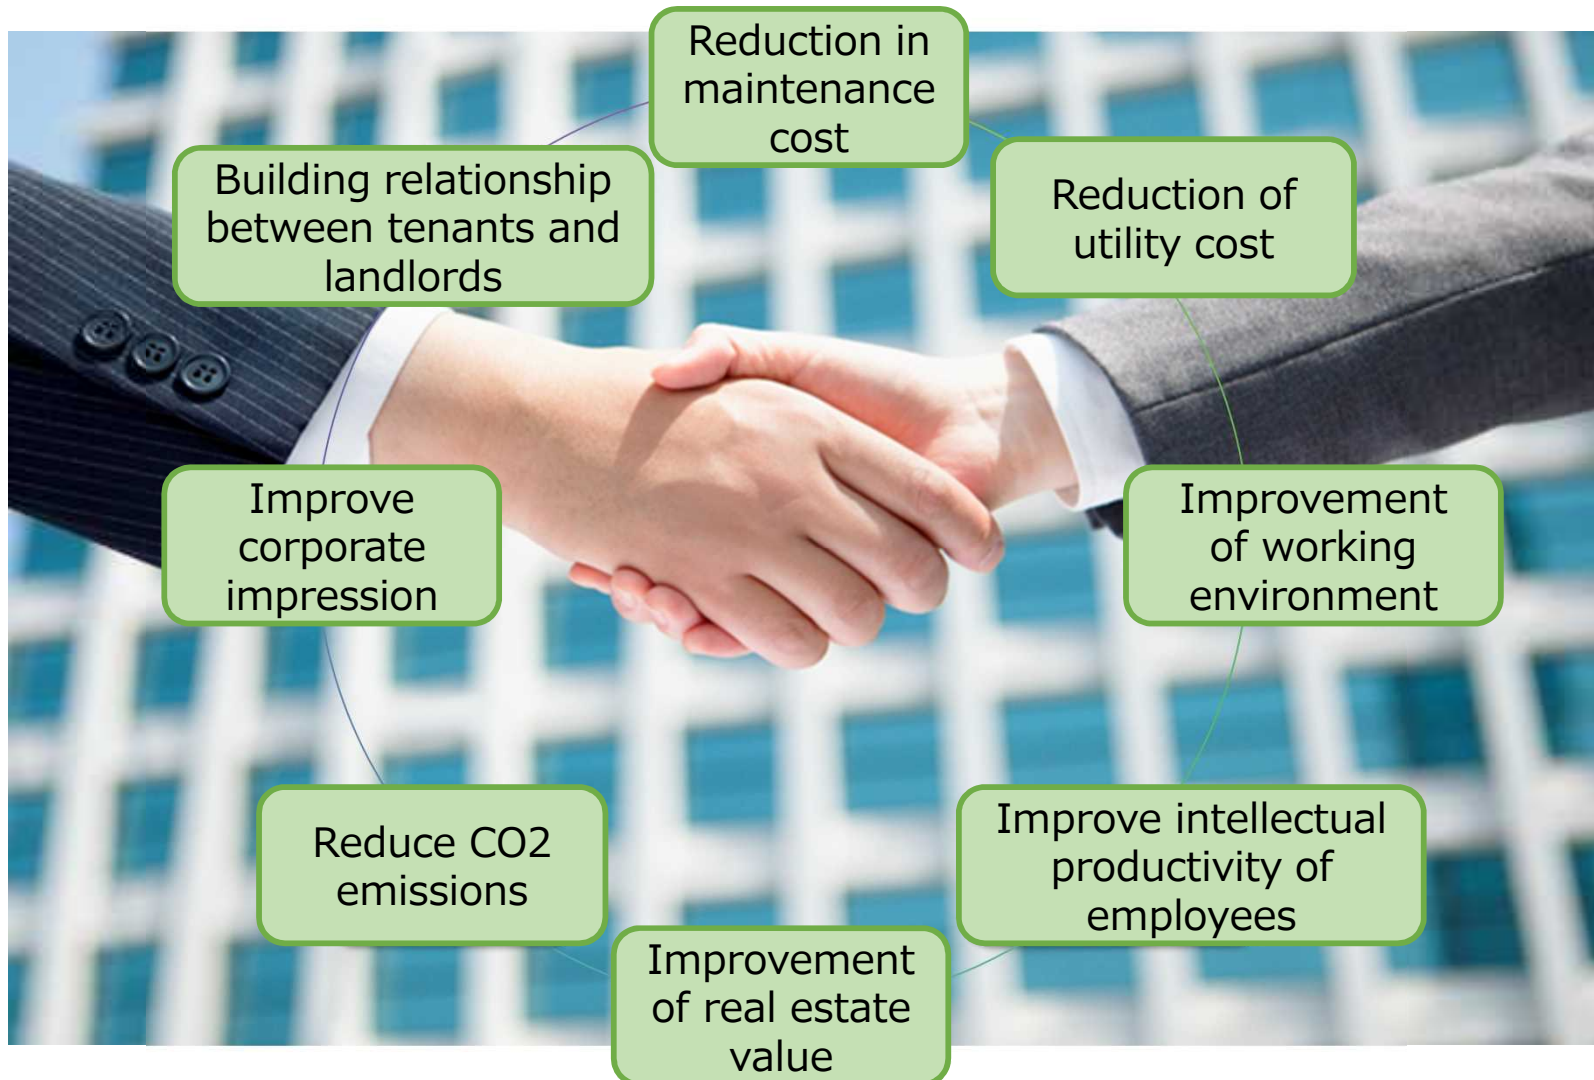 Reduction in
maintenance
cost
Reduction of
utility cost
Improvement
of working
environment
Improve intellectual
productivity of
employees
Improvement
of real estate
value
Reduce CO2
emissions
Improve
corporate
impression
Building relationship
between tenants and
landlords